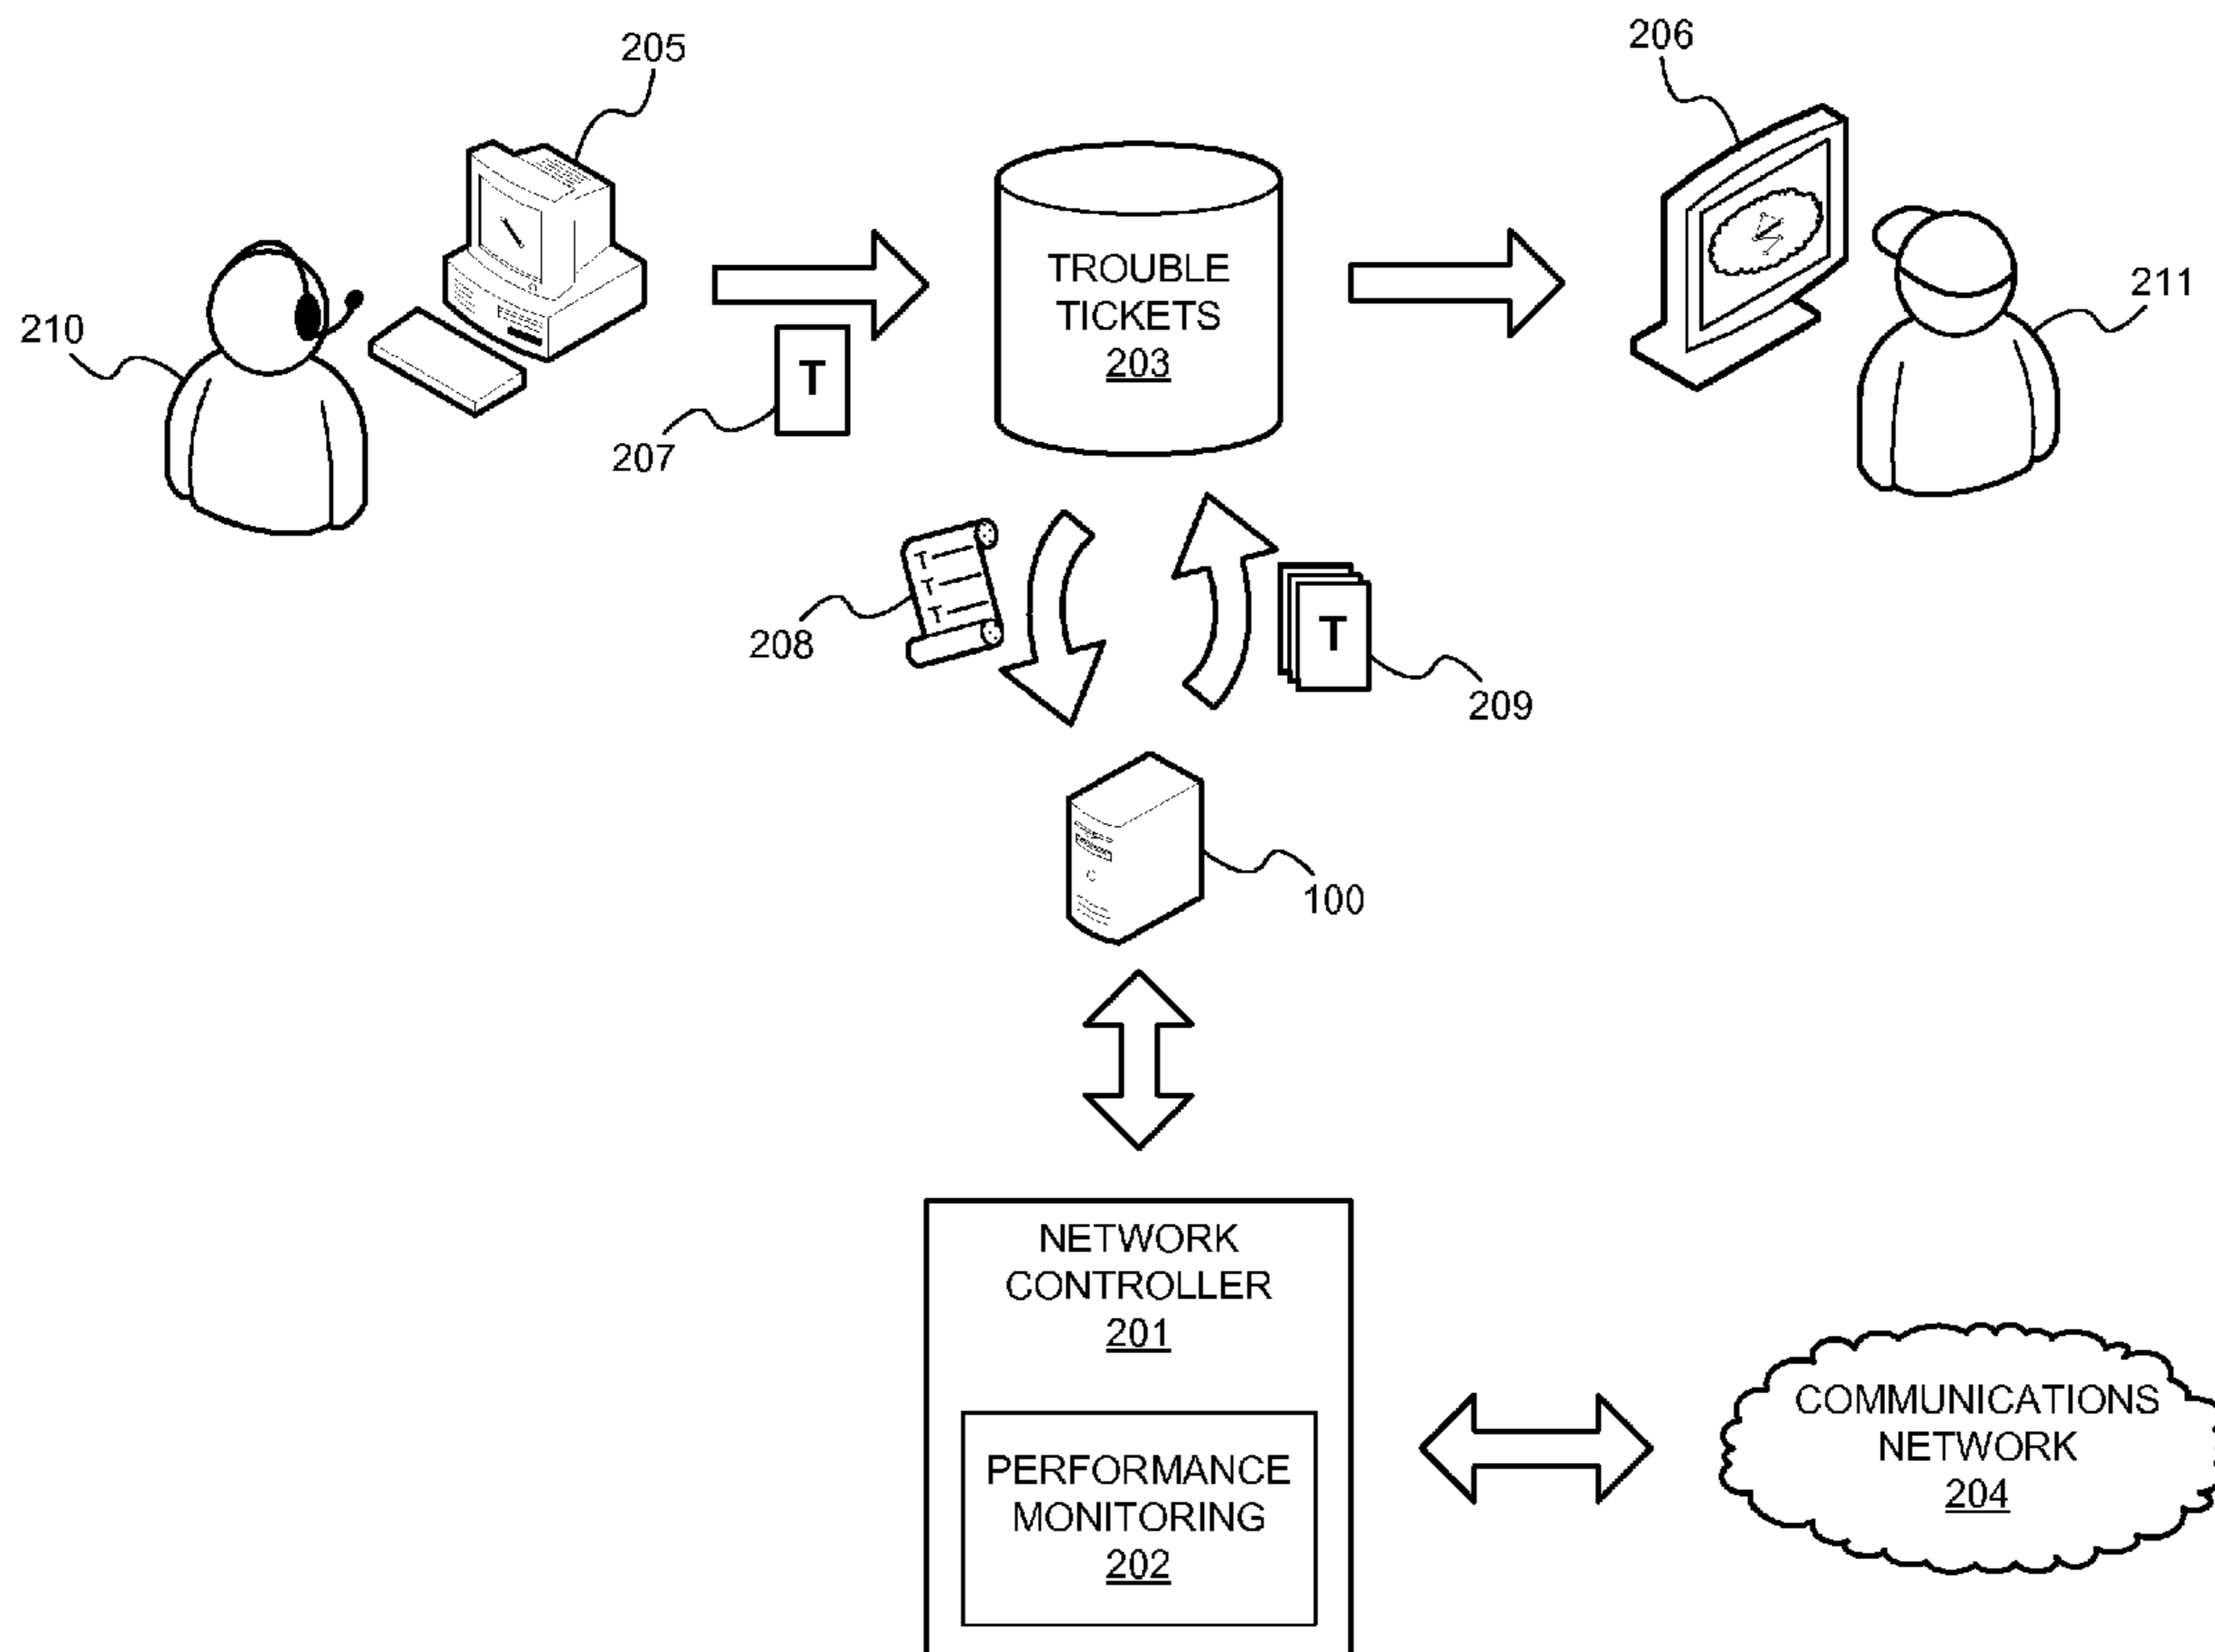 205
206
210
TROUBLE
TICKETS
203
211
T
207
T
T
T
208
T
209
100
NETWORK
CONTROLLER
201
PERFORMANCE
MONITORING
202
COMMUNICATIONS
NETWORK
204